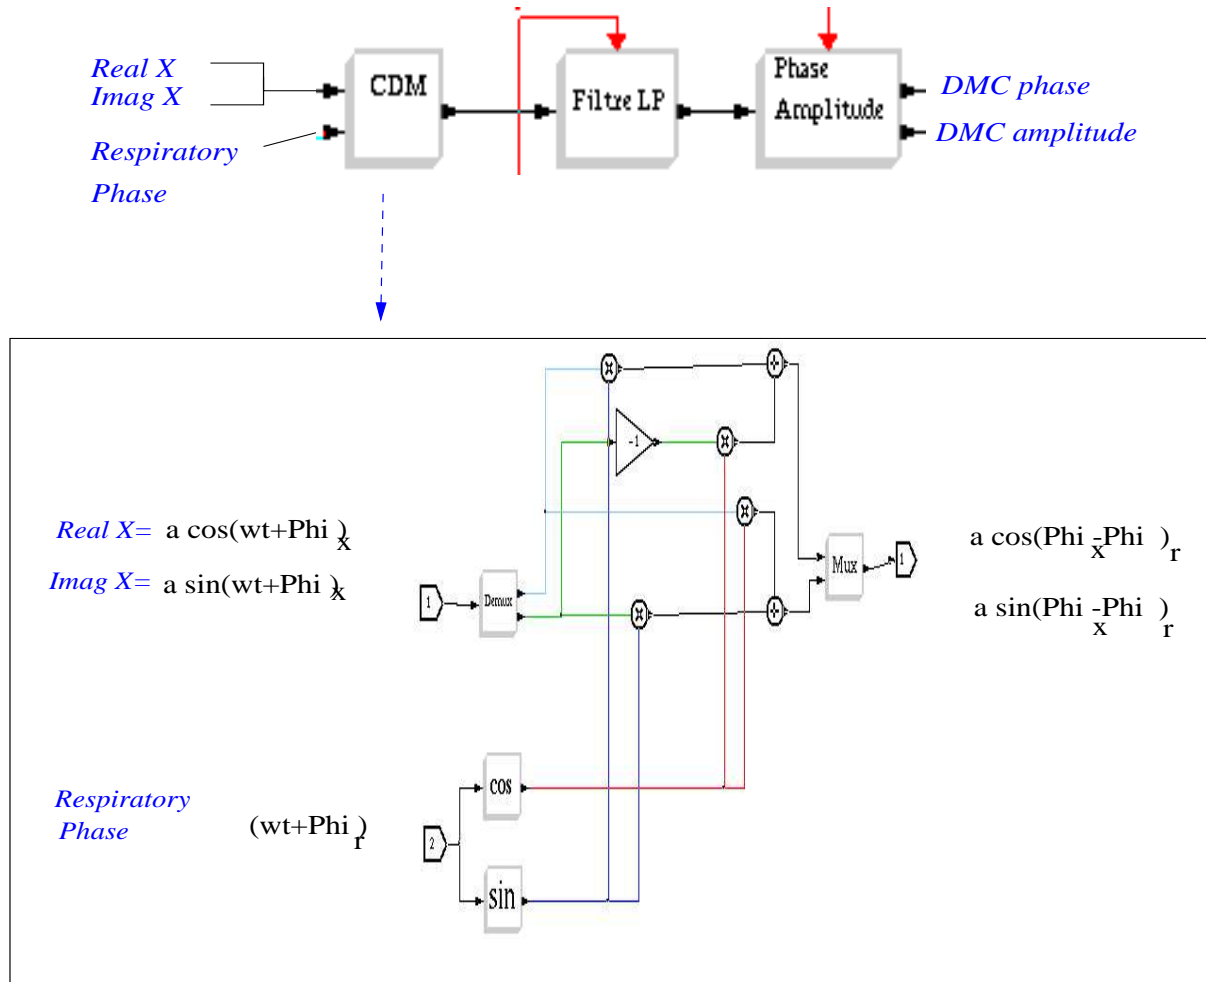 Real X
Imag X
Respiratory
Phase
CDM
Filtre LP
Phase
Amplitude
DMC phase
DMC amplitude
-1
Real X= a cos(wt+Phi x)
Imag X= a sin(wt+Phi x)
1
Demux
Mux
1
a cos(Phi x-Phi r)
a sin(Phi x-Phi r)
Respiratory
Phase
(wt+Phi r)
cos
2
sin